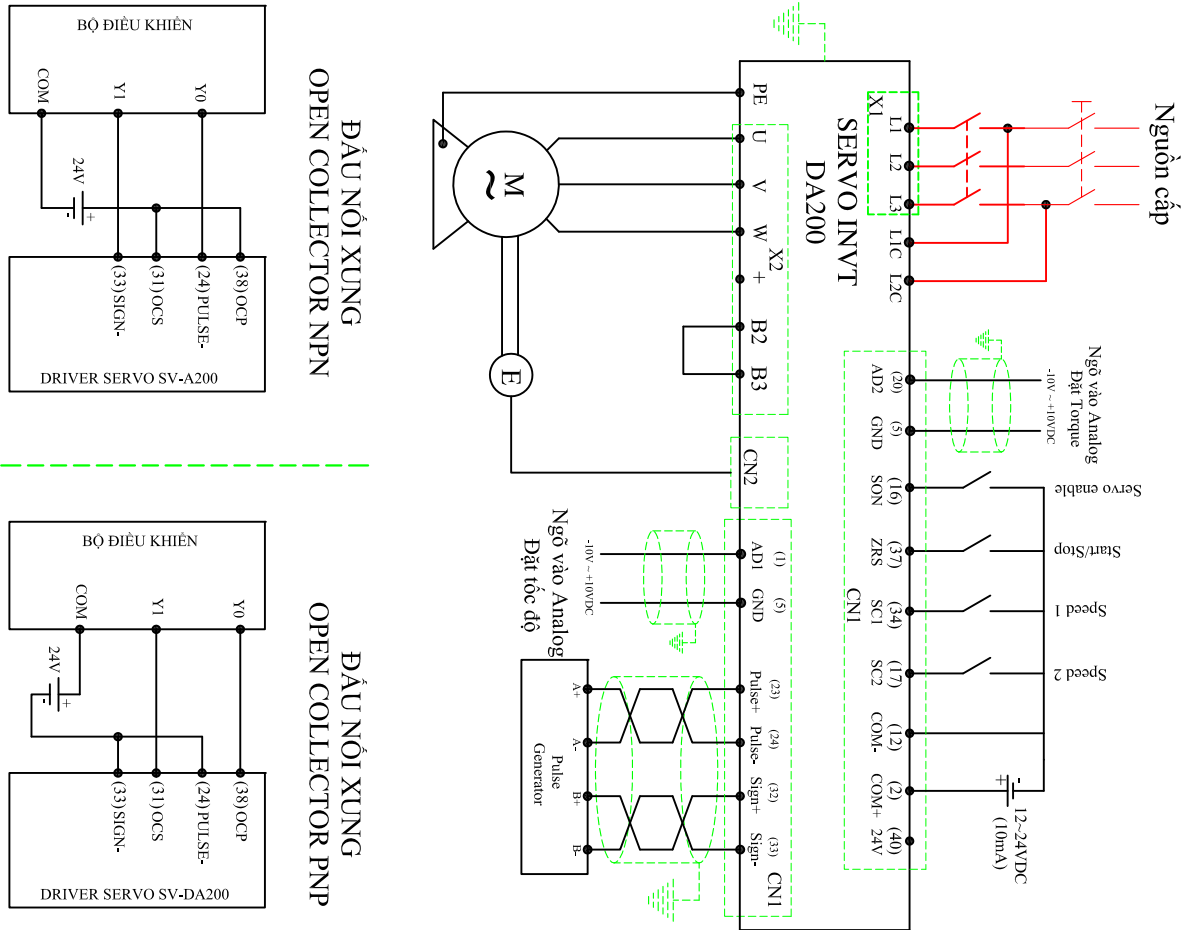 Nguồn cấp
L1
L2
L3
L1C
L2C
X1
SERVO INVT
DA200
PE
U
V
W
+
B2
B3
X2
M
~
E
CN2
Ngõ vào Analog
Đặt Torque
-10V ~ +10VDC
(20)
AD2
(5)
GND
(16)
SON
(37)
ZRS
(34)
SC1
(17)
SC2
(12)
COM-
(2)
COM+
(40)
24V
CN1
Servo enable
Start/Stop
Speed 1
Speed 2
-
+
12~24VDC
(10mA)
Ngõ vào Analog
Đặt tốc độ
-10V ~ +10VDC
(1)
AD1
(5)
GND
(23)
Pulse+
(24)
Pulse-
(32)
Sign+
(33)
Sign-
CN1
A+
A-
B+
B-
Pulse
Generator
ĐẤU NỐI XUNG
OPEN COLLECTOR NPN
BỘ ĐIỀU KHIỂN
COM
Y1
Y0
24V
-
+
(33) SIGN-
(31) OCS
(24) PULSE-
(38) OCP
DRIVER SERVO SV-A200
ĐẤU NỐI XUNG
OPEN COLLECTOR PNP
BỘ ĐIỀU KHIỂN
COM
Y1
Y0
24V
-
+
(33) SIGN-
(31) OCS
(24) PULSE-
(38) OCP
DRIVER SERVO SV-DA200